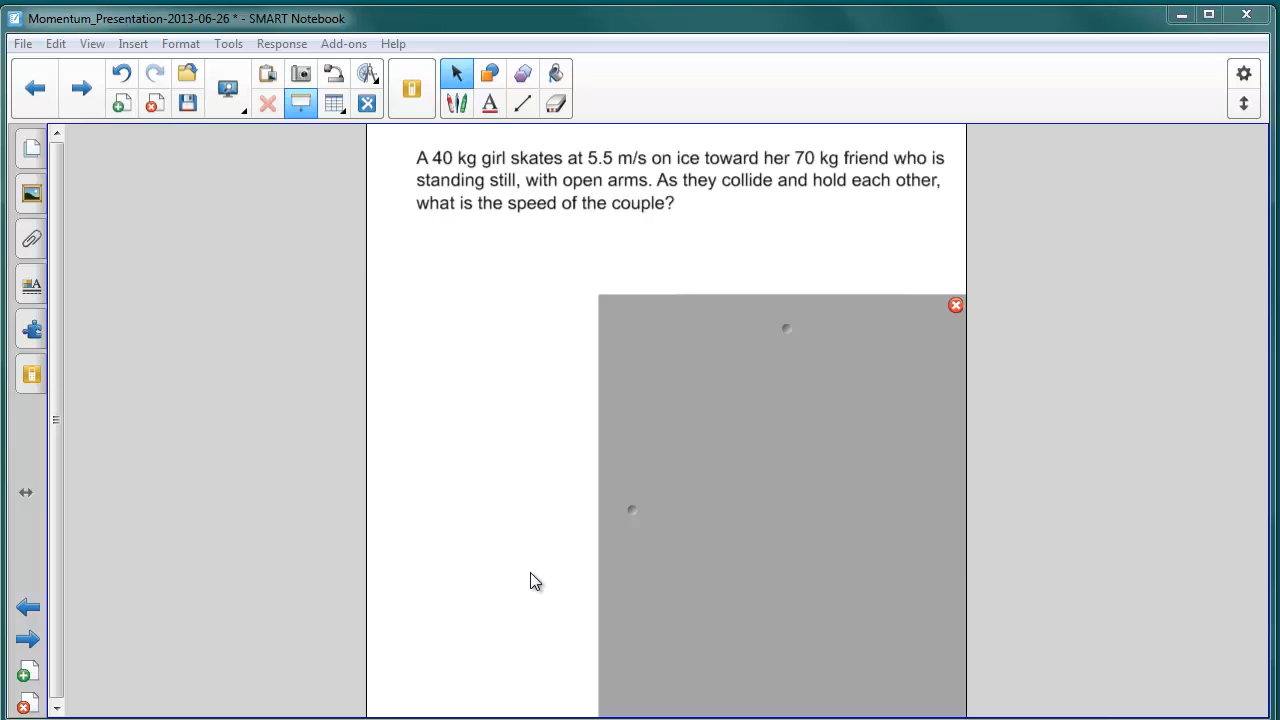 Momentum_Presentation-2013-06-26 * - SMART Notebook
File Edit View Insert Format Tools Response Add-ons Help
A 40 kg girl skates at 5.5 m/s on ice toward her 70 kg friend who is
standing still, with open arms. As they collide and hold each other,
what is the speed of the couple?